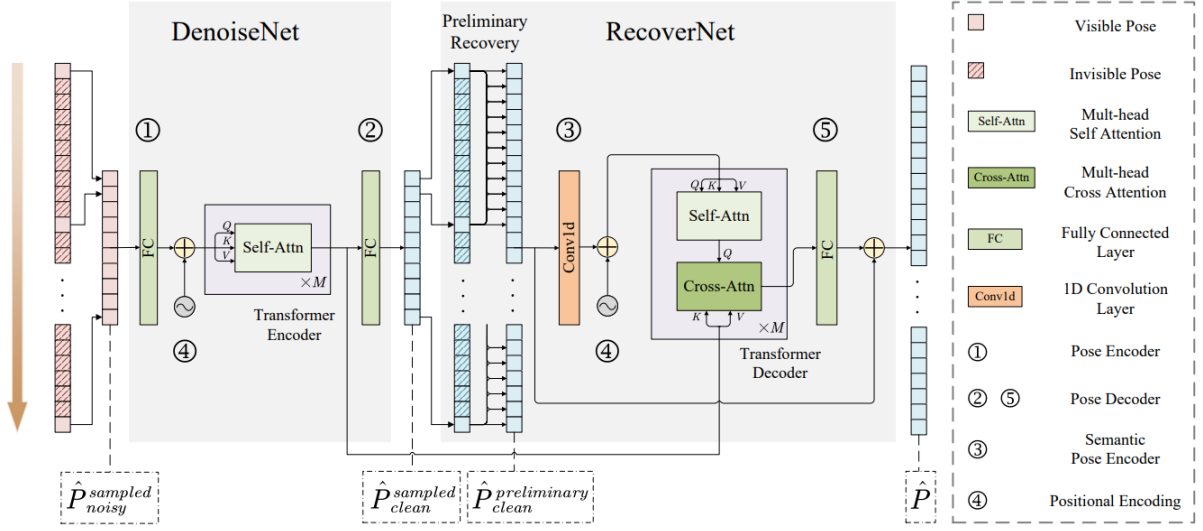 DenoiseNet
Preliminary
Recovery
RecoverNet
①
②
③
⑤
FC
Q
K
V
Self-Attn
×M
Transformer
Encoder
④
FC
Conv1d
④
Q
K
V
Self-Attn
Q
Cross-Attn
K
V
×M
Transformer
Decoder
FC
P̂ sampled noisy
P̂ sampled clean
P̂ preliminary clean
P̂
Visible Pose
Invisible Pose
Self-Attn
Mult-head
Self Attention
Cross-Attn
Mult-head
Cross Attention
FC
Fully Connected
Layer
Conv1d
1D Convolution
Layer
① Pose Encoder
② ⑤ Pose Decoder
③ Semantic
Pose Encoder
④ Positional Encoding